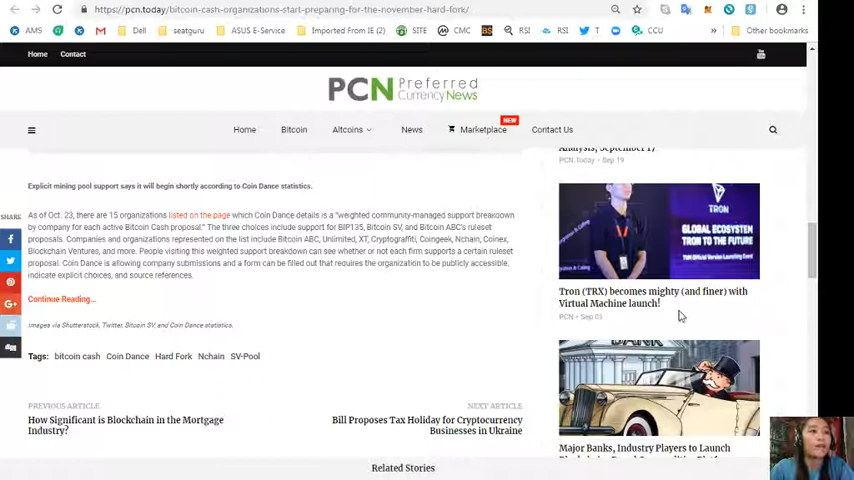 https://pcn.today/bitcoin-cash-organizations-start-preparing-for-the-november-hard-fork/
AMS
Dell
seatguru
ASUS E-Service
Imported From IE (2)
SITE
CMC
RSI
RSI
T
CCU
Other bookmarks
Home
Contact
PCN Preferred Currency News
Home
Bitcoin
Altcoins
News
Marketplace
NEW
Contact Us
Explicit mining pool support says it will begin shortly according to Coin Dance statistics.
As of Oct. 23, there are 15 organizations listed on the page which Coin Dance details is a "weighted community-managed support breakdown
by company for each active Bitcoin Cash proposal." The three choices include support for BIP135, Bitcoin SV, and Bitcoin ABC's ruleset
proposals. Companies and organizations represented on the list include Bitcoin ABC, Unlimited, XT, Cryptograffiti, Coingeek, Nchain, Coinex,
Blockchain Ventures, and more. People visiting this weighted support breakdown can see whether or not each firm supports a certain ruleset
proposal. Coin Dance is allowing company submissions and a form can be filled out that requires the organization to be publicly accessible,
indicate explicit choices, and source references.
Continue Reading...
Images via Shutterstock, Twitter, Bitcoin SV, and Coin Dance statistics.
Tags: bitcoin cash Coin Dance Hard Fork Nchain SV-Pool
PREVIOUS ARTICLE
How Significant is Blockchain in the Mortgage
Industry?
NEXT ARTICLE
Bill Proposes Tax Holiday for Cryptocurrency
Businesses in Ukraine
Related Stories
SHARE
Analysis, September 17
PCN.Today - Sep 19
TRON
GLOBAL ECOSYSTEM
TRON TO THE FUTURE
Tron (TRX) becomes mighty (and finer) with
Virtual Machine launch!
PCN - Sep 05
BANK
Major Banks, Industry Players to Launch